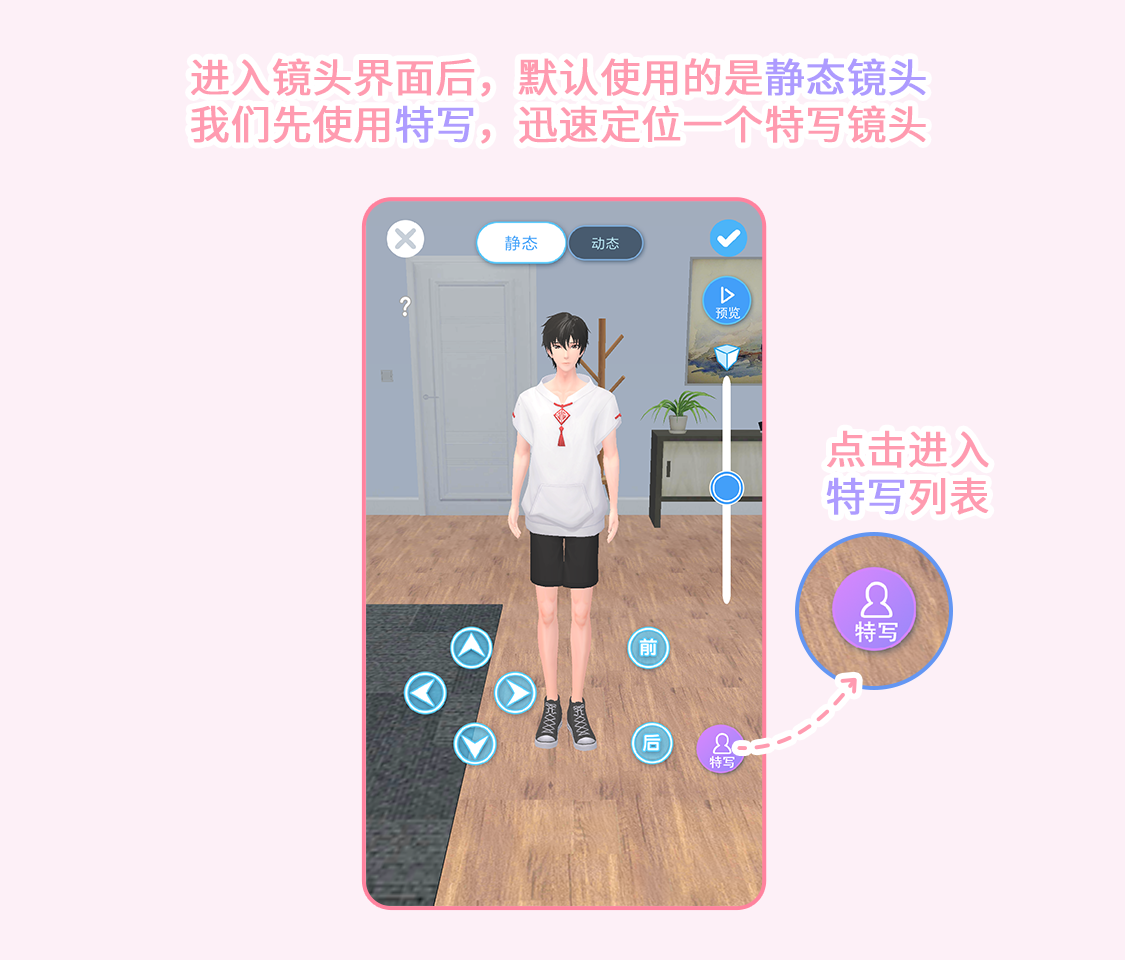 进入镜头界面后，默认使用的是静态镜头
我们先使用特写，迅速定位一个特写镜头
静态
动态
?
预览
点击进入
特写列表
特写
前
后
特写